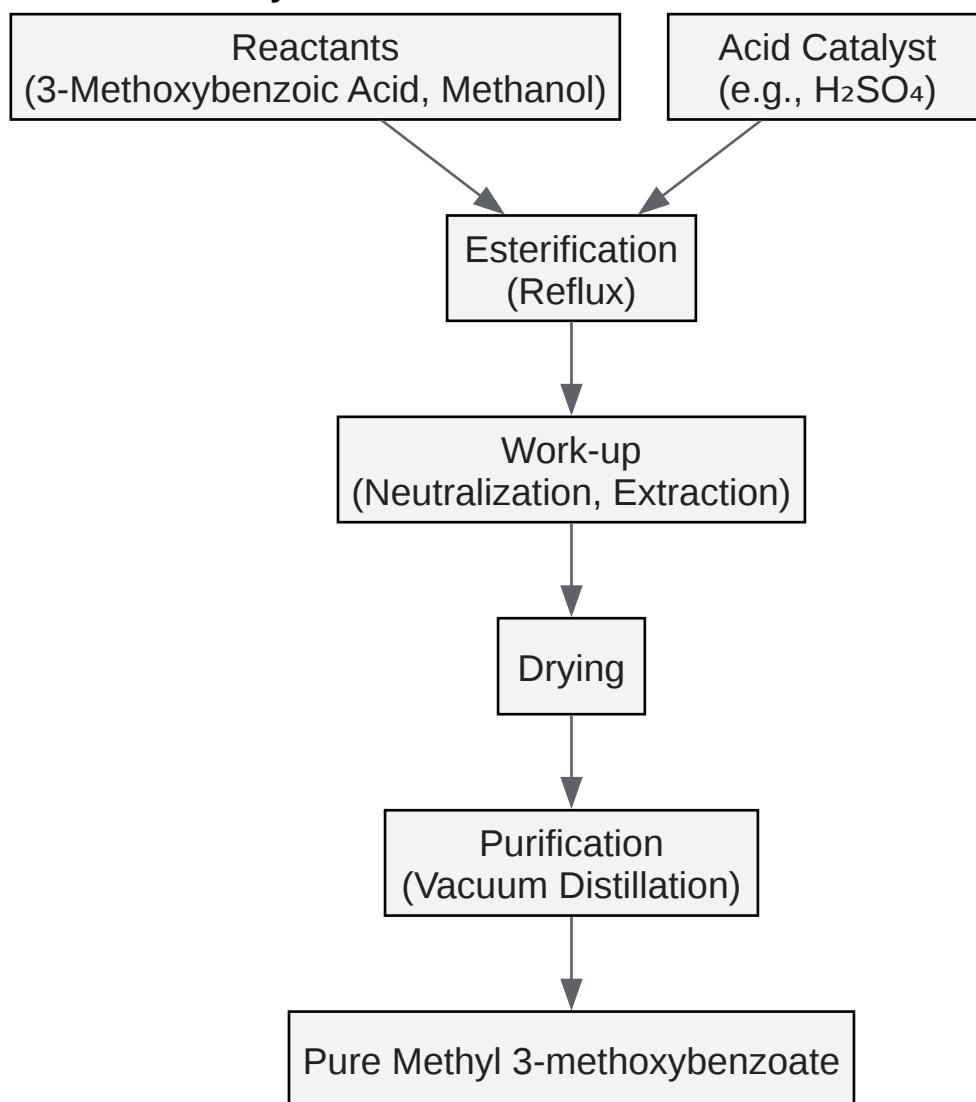 Reactants
(3-Methoxybenzoic Acid, Methanol)
Acid Catalyst
(e.g., H₂SO₄)
Esterification
(Reflux)
Work-up
(Neutralization, Extraction)
Drying
Purification
(Vacuum Distillation)
Pure Methyl 3-methoxybenzoate